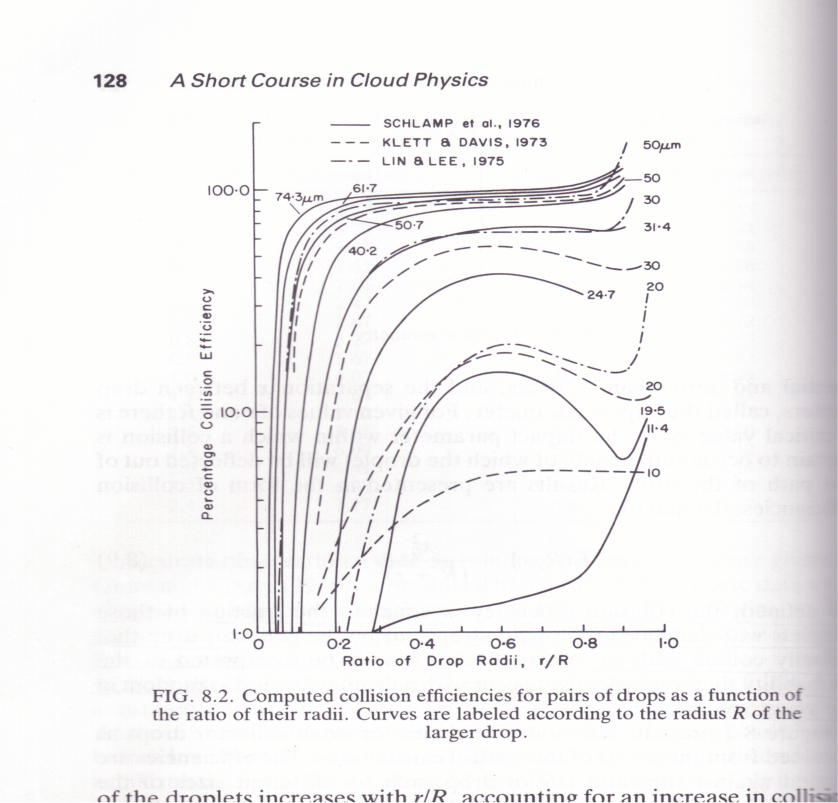 128 A Short Course in Cloud Physics
SCHLAMP et al., 1976
KLETT & DAVIS, 1973
LIN & LEE, 1975
50μm
100·0
74·3μm
61·7
50
30
50·7
31·4
40·2
30
24·7
20
20
10·0
19·5
11·4
10
1·0
Percentage Collision Efficiency
0 0·2 0·4 0·6 0·8 1·0
Ratio of Drop Radii; r/R
FIG. 8.2. Computed collision efficiencies for pairs of drops as a function of
the ratio of their radii. Curves are labeled according to the radius R of the
larger drop.
of the droplets increases with r/R, accounting for an increase in